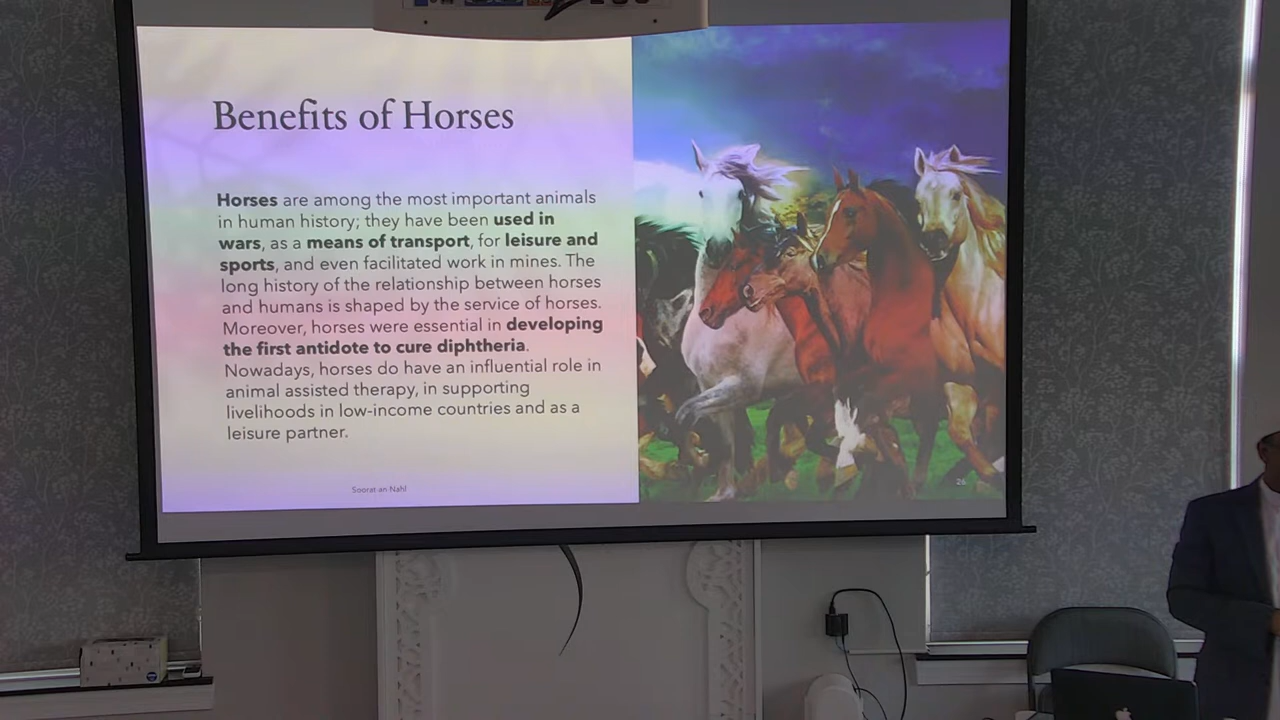 Benefits of Horses
Horses are among the most important animals
in human history; they have been used in
wars, as a means of transport, for leisure and
sports, and even facilitated work in mines. The
long history of the relationship between horses
and humans is shaped by the service of horses.
Moreover, horses were essential in developing
the first antidote to cure diphtheria.
Nowadays, horses do have an influential role in
animal assisted therapy, in supporting
livelihoods in low-income countries and as a
leisure partner.
Soorat an Nahl
26